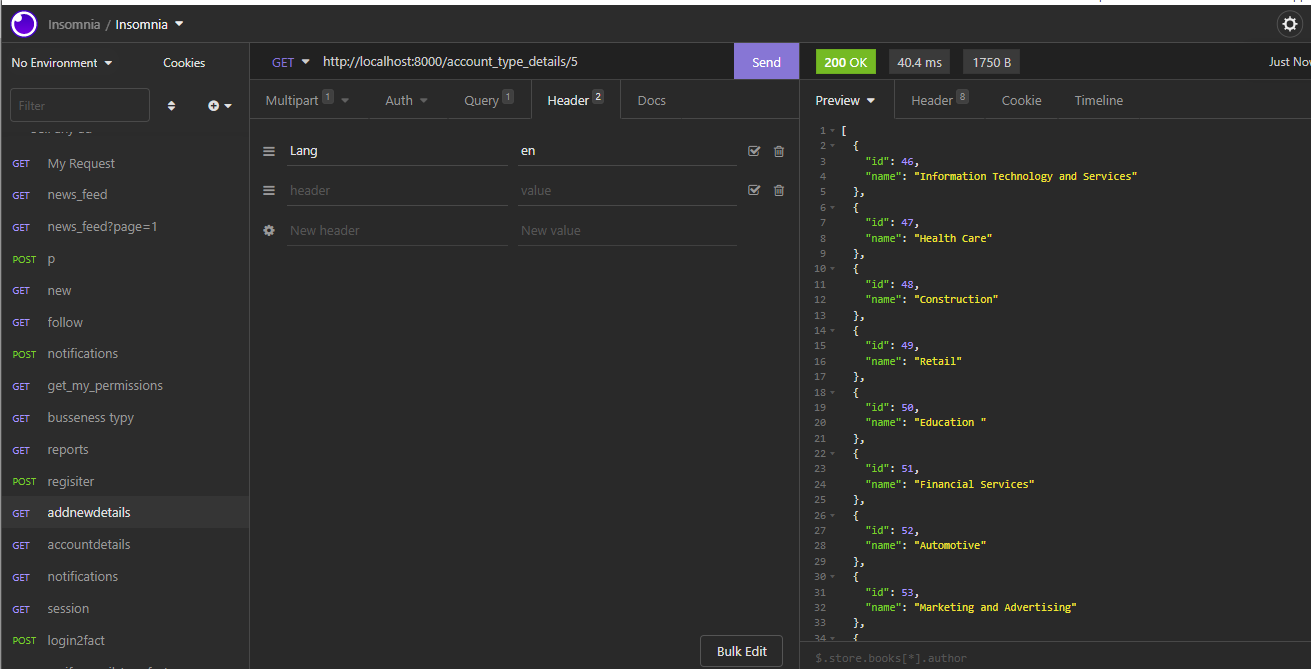 Insomnia / Insomnia
No Environment
Cookies
Filter
GET My Request
GET news_feed
GET news_feed?page=1
POST p
GET new
GET follow
POST notifications
GET get_my_permissions
GET busseness typy
GET reports
POST regisiter
GET addnewdetails
GET accountdetails
GET notifications
GET session
POST login2fact
GET http://localhost:8000/account_type_details/5
Send
Multipart 1
Auth
Query 1
Header 2
Docs
Lang en
header value
New header New value
Bulk Edit
200 OK
40.4 ms
1750 B
Just Now
Preview
Header 8
Cookie
Timeline
1 [
2 {
3 "id": 46,
4 "name": "Information Technology and Services"
5 },
6 {
7 "id": 47,
8 "name": "Health Care"
9 },
10 {
11 "id": 48,
12 "name": "Construction"
13 },
14 {
15 "id": 49,
16 "name": "Retail"
17 },
18 {
19 "id": 50,
20 "name": "Education "
21 },
22 {
23 "id": 51,
24 "name": "Financial Services"
25 },
26 {
27 "id": 52,
28 "name": "Automotive"
29 },
30 {
31 "id": 53,
32 "name": "Marketing and Advertising"
33 },
34 {
$.store.books[*].author